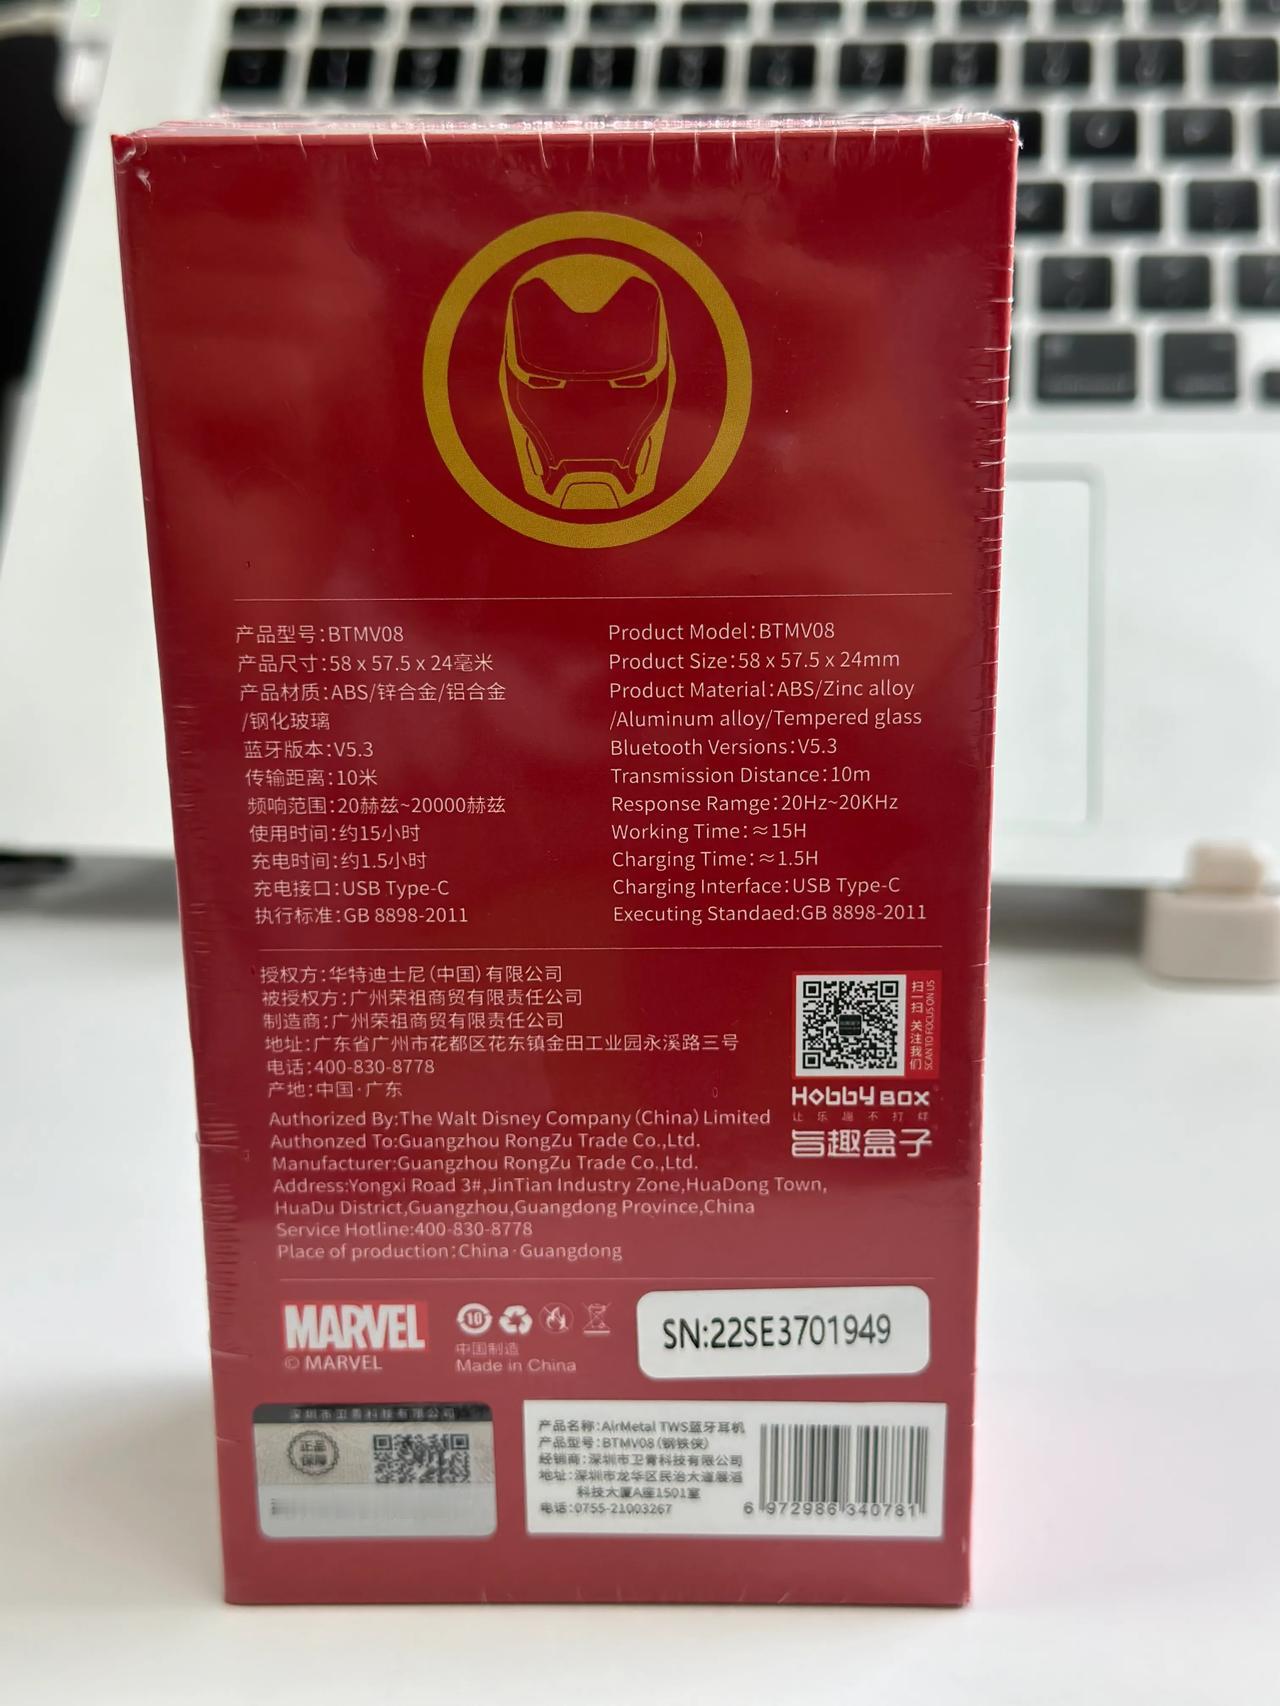 产品型号:BTMV08
产品尺寸:58 x 57.5 x 24毫米
产品材质:ABS/锌合金/铝合金
/钢化玻璃
蓝牙版本:V5.3
传输距离:10米
频响范围:20赫兹~20000赫兹
使用时间:约15小时
充电时间:约1.5小时
充电接口:USB Type-C
执行标准:GB 8898-2011
Product Model:BTMV08
Product Size:58 x 57.5 x 24mm
Product Material:ABS/Zinc alloy
/Aluminum alloy/Tempered glass
Bluetooth Versions:V5.3
Transmission Distance:10m
Response Ramge:20Hz~20KHz
Working Time:≈15H
Charging Time:≈1.5H
Charging Interface:USB Type-C
Executing Standaed:GB 8898-2011
授权方:华特迪士尼(中国)有限公司
被授权方:广州荣祖商贸有限责任公司
制造商:广州荣祖商贸有限责任公司
地址:广东省广州市花都区花东镇金田工业园永溪路三号
电话:400-830-8778
产地:中国·广东
Authorized By:The Walt Disney Company(China) Limited
Authonzed To:Guangzhou RongZu Trade Co.,Ltd.
Manufacturer:Guangzhou RongZu Trade Co.,Ltd.
Address:Yongxi Road 3#,JinTian Industry Zone,HuaDong Town,
HuaDu District,Guangzhou,Guangdong Province,China
Service Hotline:400-830-8778
Place of production:China·Guangdong
扫一扫 关注我们
SCAN TO FOCUS ON US
HobbyBOX
让乐趣不打烊
旨趣盒子
MARVEL
© MARVEL
10
中国制造
Made in China
SN:22SE3701949
深圳市卫青科技有限公司
正品
保障
产品名称:AirMetal TWS蓝牙耳机
产品型号:BTMV08(钢铁侠)
经销商:深圳市卫青科技有限公司
地址:深圳市龙华区民治大道展滔
科技大厦A座1501室
电话:0755-21003267
6 972986 340781